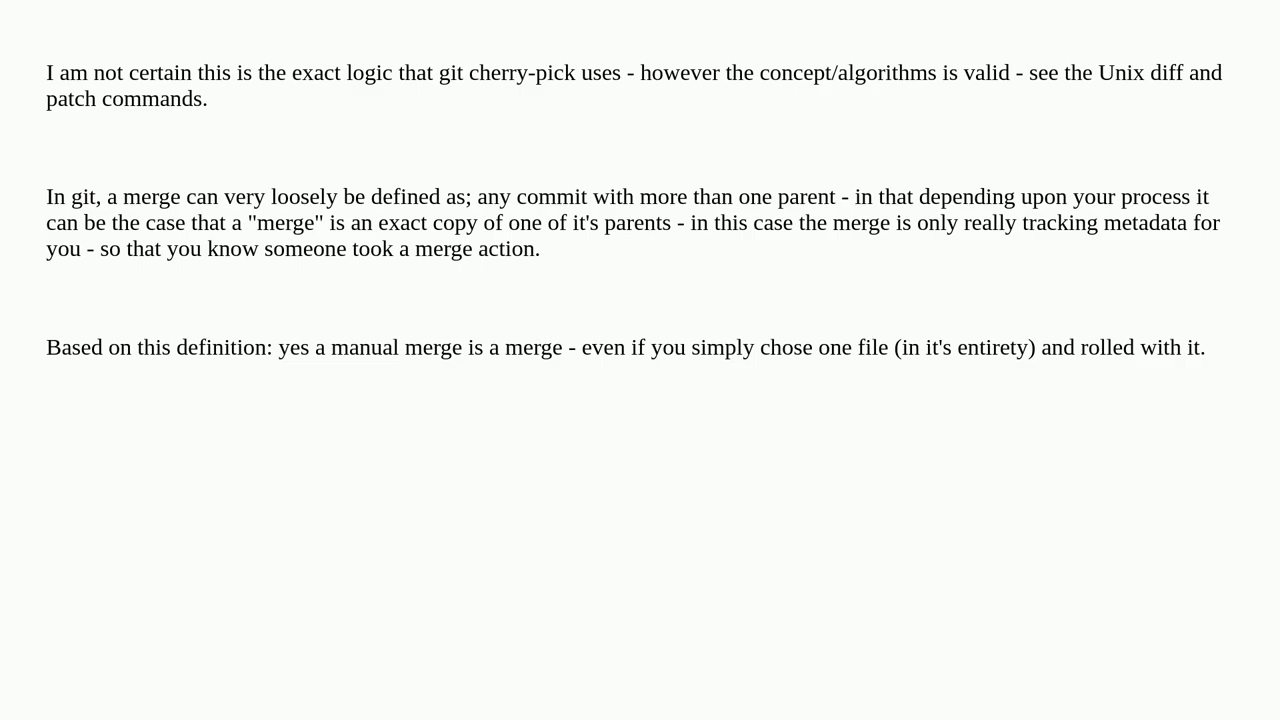 I am not certain this is the exact logic that git cherry-pick uses - however the concept/algorithms is valid - see the Unix diff and
patch commands.
In git, a merge can very loosely be defined as; any commit with more than one parent - in that depending upon your process it
can be the case that a "merge" is an exact copy of one of it's parents - in this case the merge is only really tracking metadata for
you - so that you know someone took a merge action.
Based on this definition: yes a manual merge is a merge - even if you simply chose one file (in it's entirety) and rolled with it.